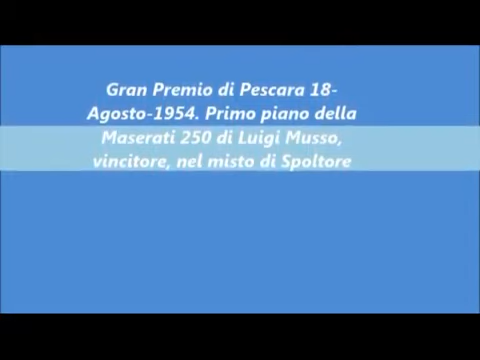 Gran Premio di Pescara 18-
Agosto-1954. Primo piano della
Maserati 250 di Luigi Musso,
vincitore, nel misto di Spoltore